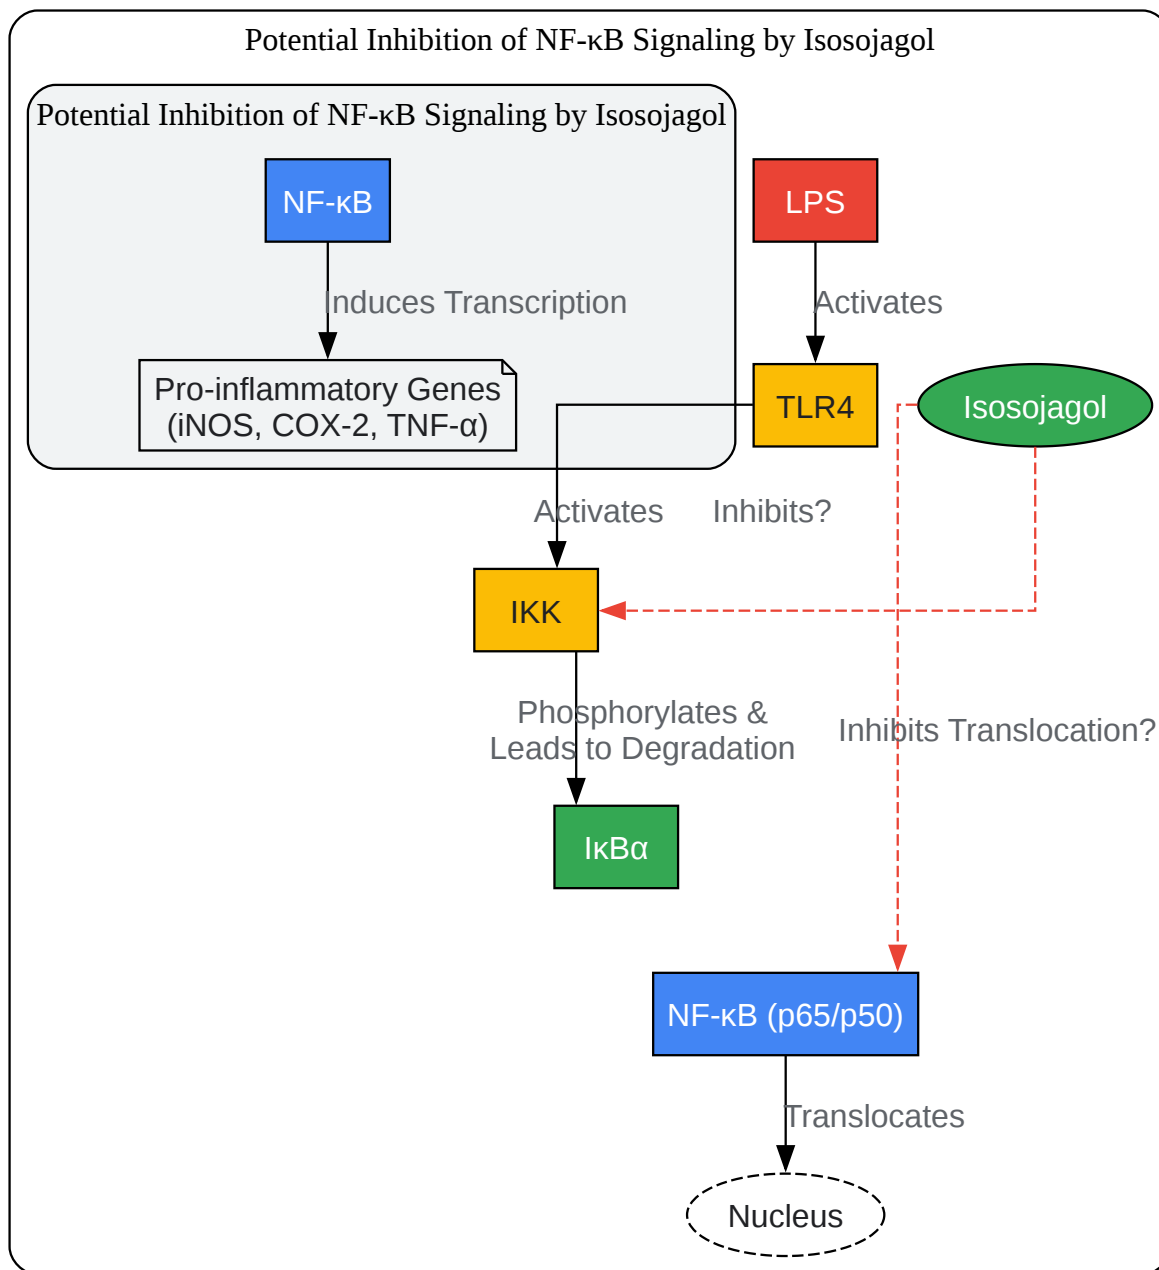 Potential Inhibition of NF-κB Signaling by Isosojagol
Potential Inhibition of NF-κB Signaling by Isosojagol
NF-κB
LPS
Induces Transcription
Activates
Pro-inflammatory Genes
(iNOS, COX-2, TNF-α)
TLR4
Isosojagol
Activates
Inhibits?
IKK
Phosphorylates &
Leads to Degradation
Inhibits Translocation?
IκBα
NF-κB (p65/p50)
Translocates
Nucleus